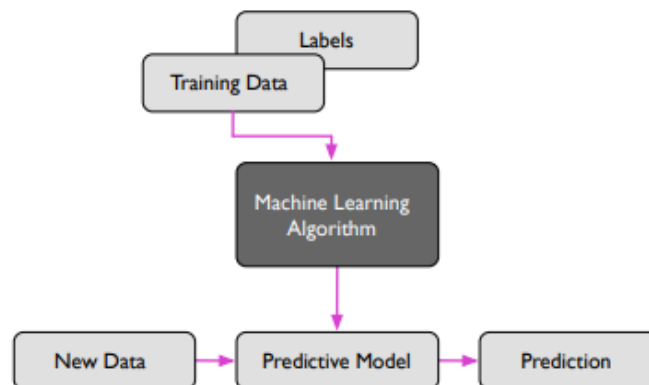 Labels
Training Data
Machine Learning
Algorithm
New Data
Predictive Model
Prediction